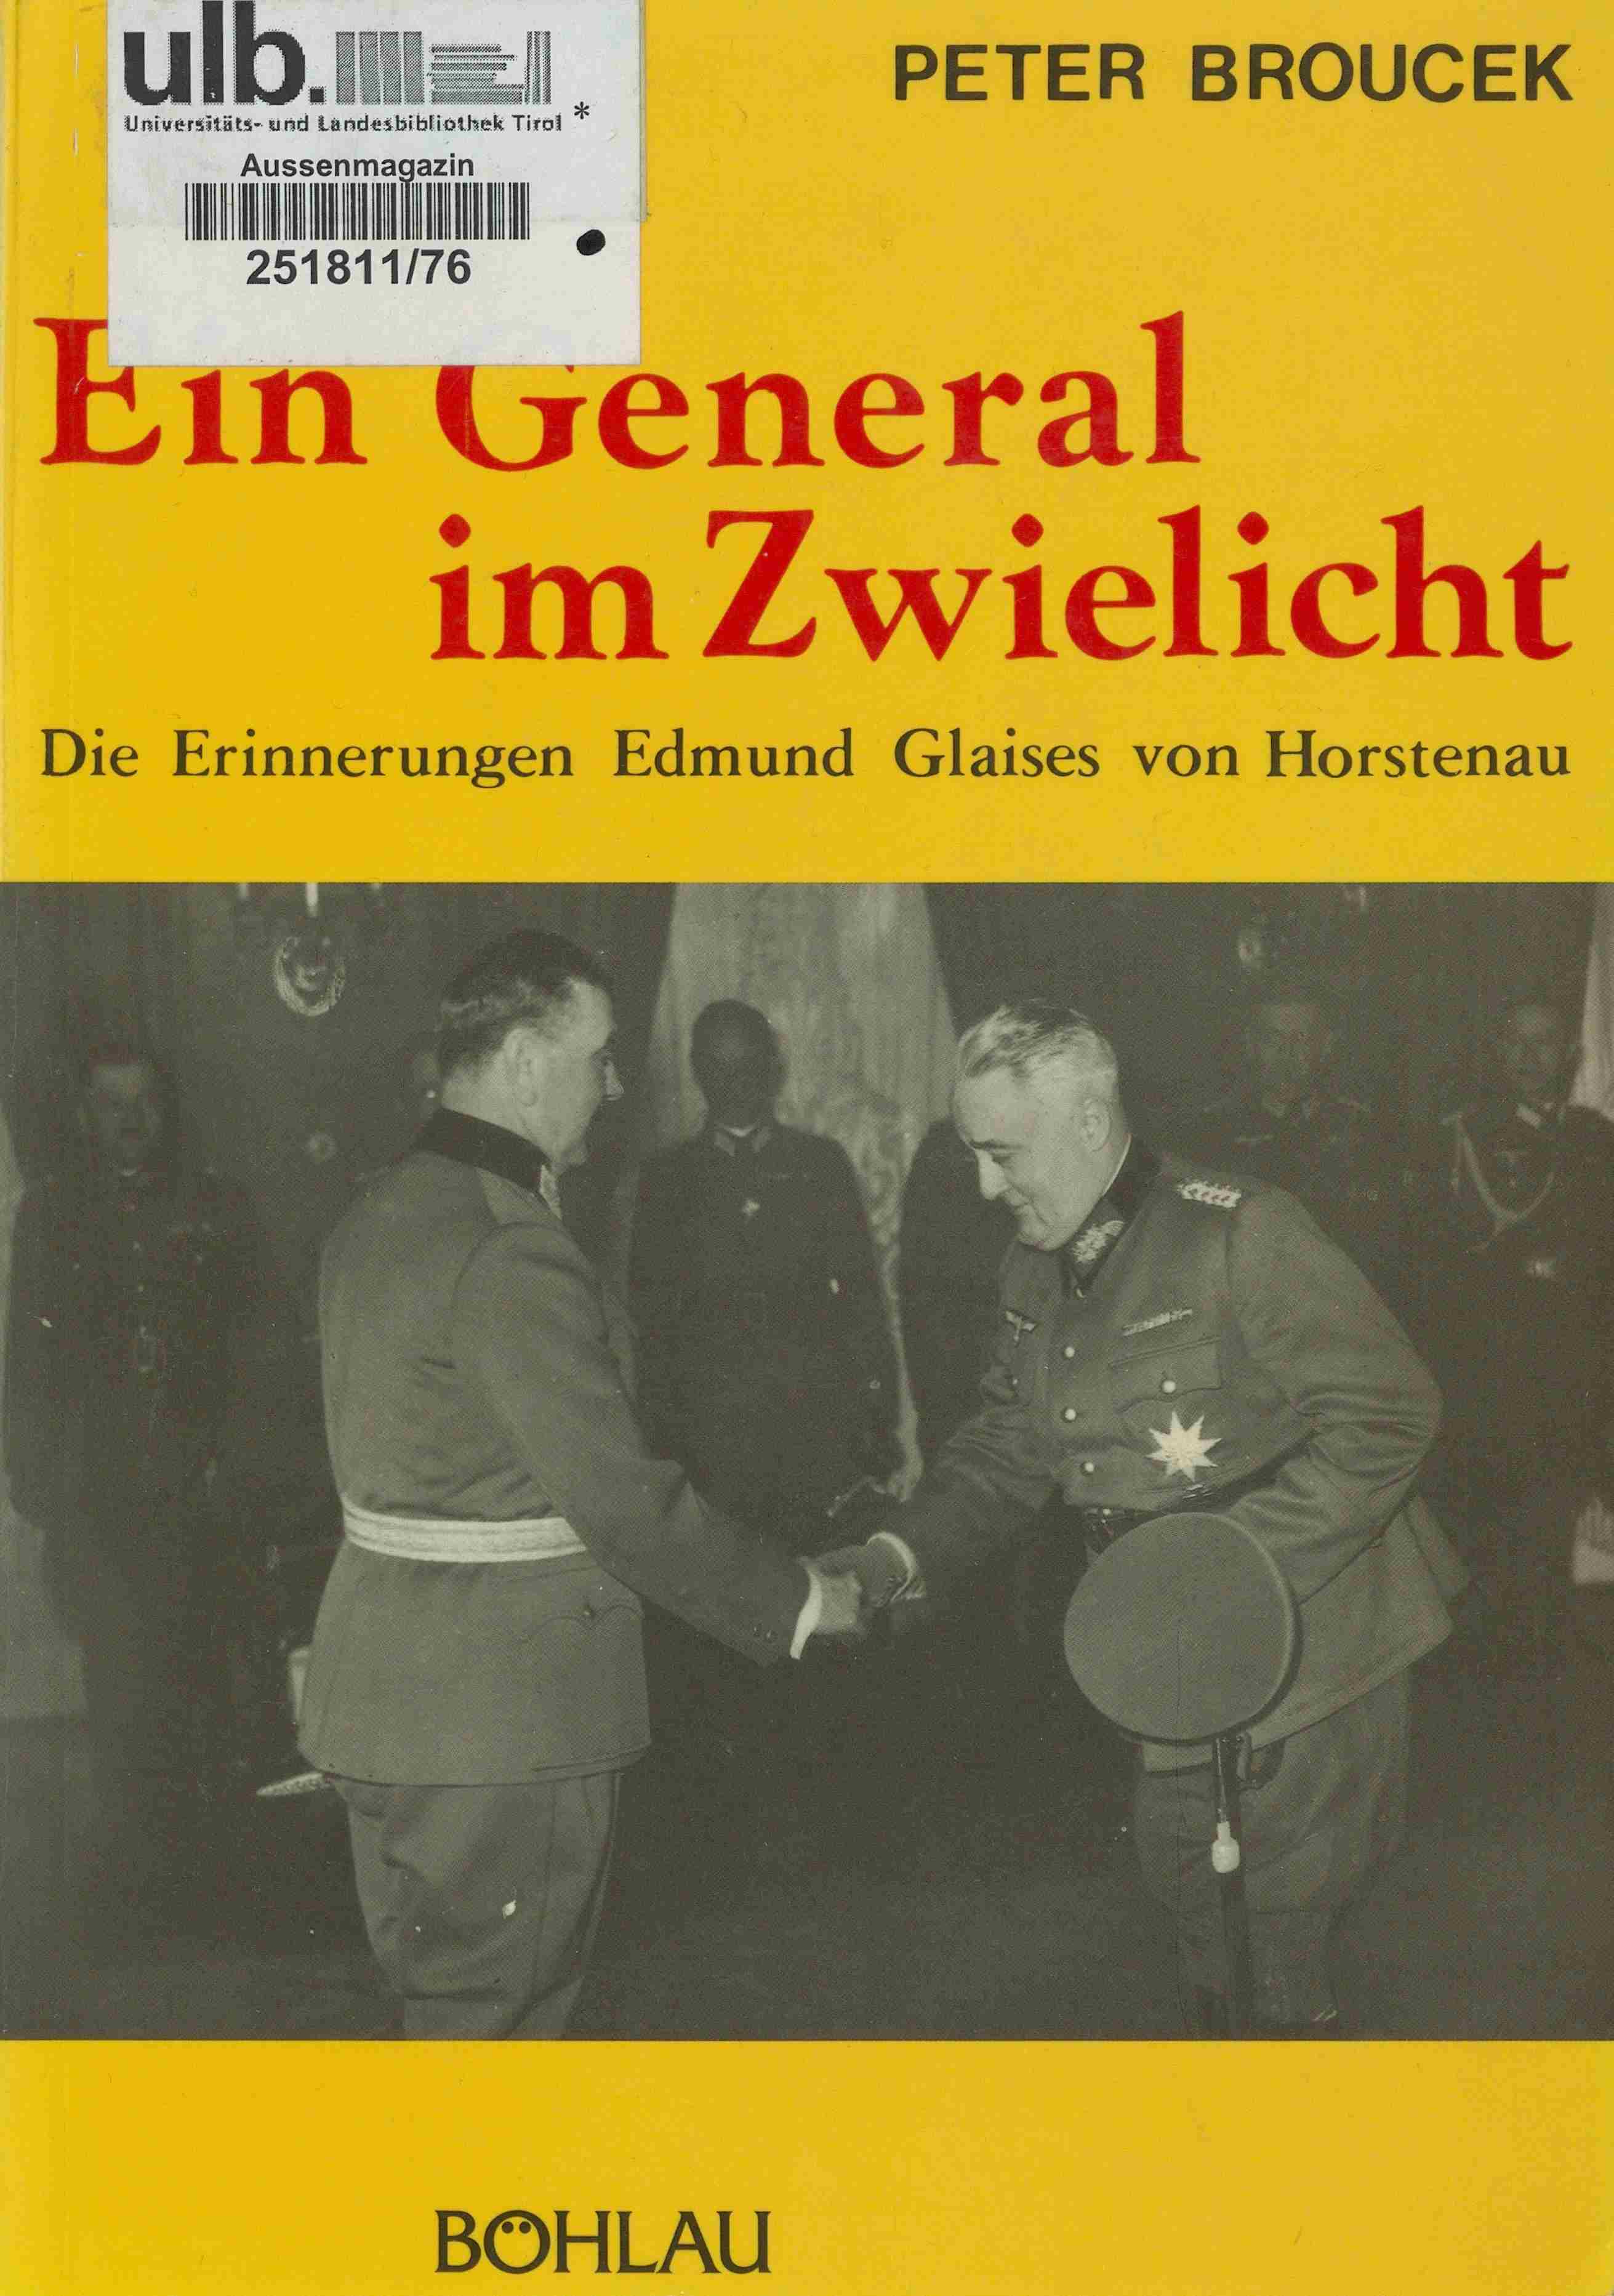 ulb.
Universitäts- und Landesbibliothek Tirol *
Aussenmagazin
251811/76
PETER BROUCEK
Ein General
im Zwielicht
Die Erinnerungen Edmund Glaises von Horstenau
BÖHLAU